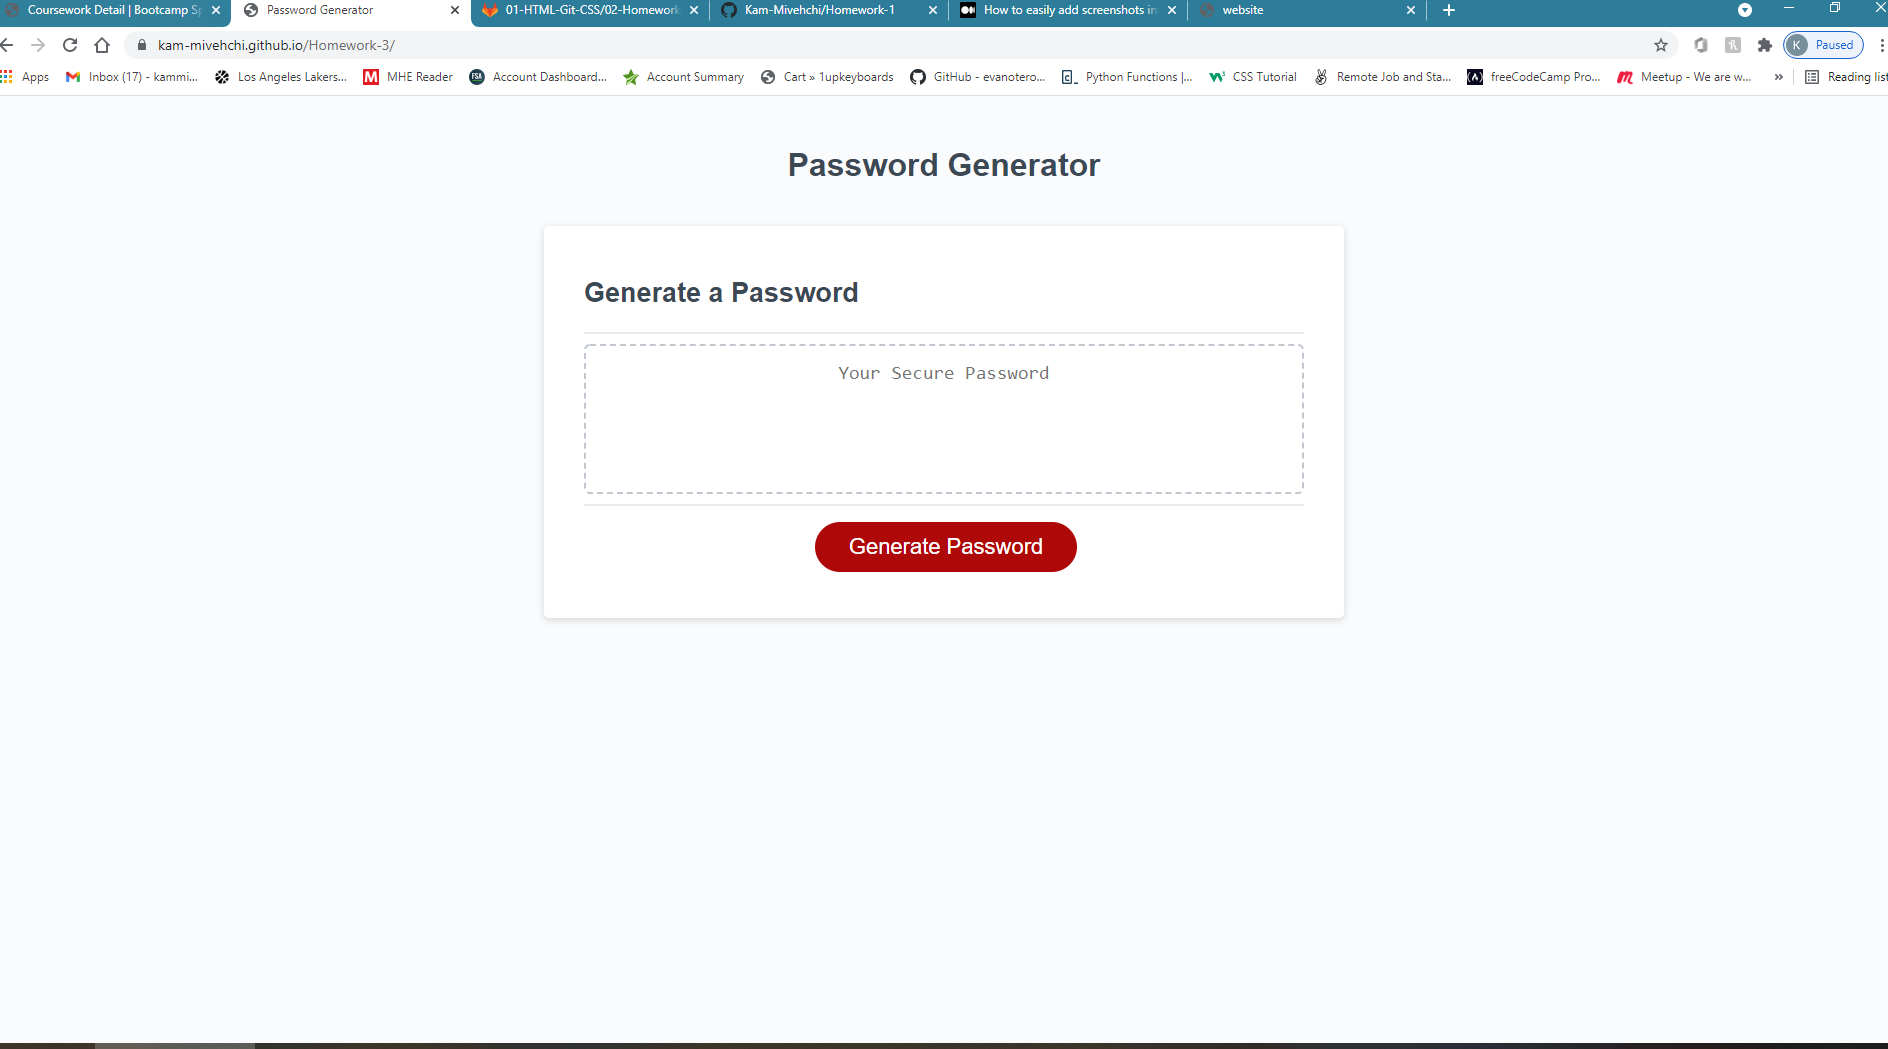 Coursework Detail | Bootcamp Sp
Password Generator
01-HTML-Git-CSS/02-Homework
Kam-Mivehchi/Homework-1
How to easily add screenshots in
website
kam-mivehchi.github.io/Homework-3/
K Paused
Apps
Inbox (17) - kammi...
Los Angeles Lakers...
M MHE Reader
FSA Account Dashboard...
Account Summary
Cart » 1upkeyboards
GitHub - evanotero...
C_ Python Functions |...
CSS Tutorial
Remote Job and Sta...
freeCodeCamp Pro...
Meetup - We are w...
»
Reading list
Password Generator
Generate a Password
Your Secure Password
Generate Password